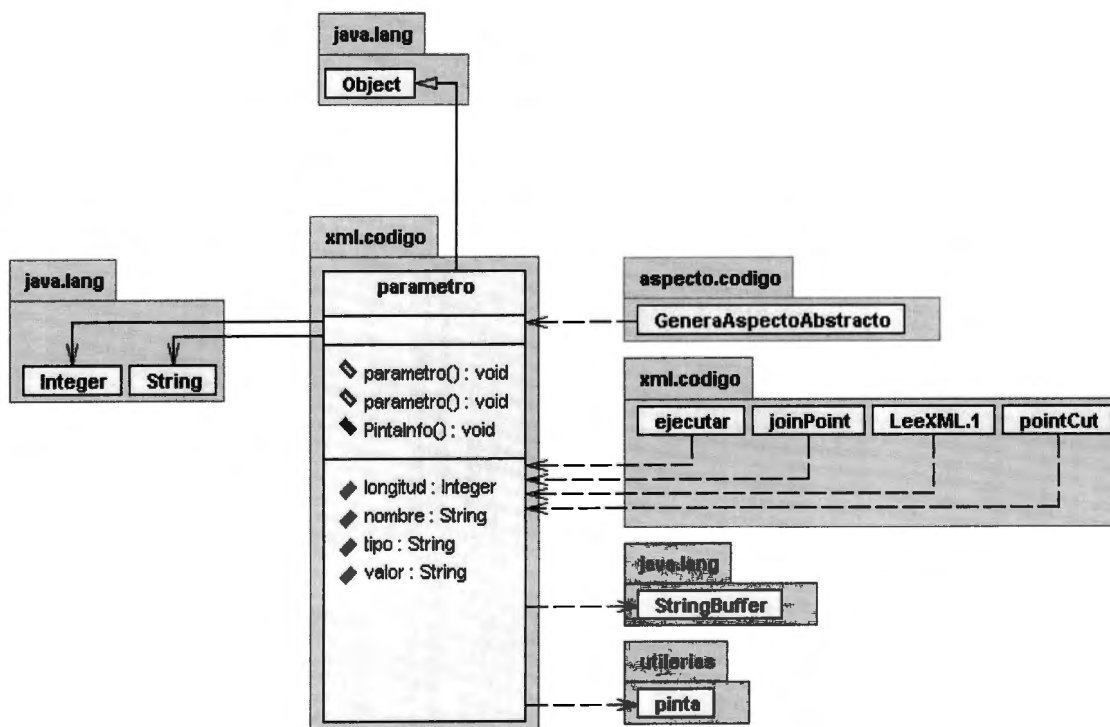 java.lang
Object
xml.codigo
parametro
parametro() : void
parametro() : void
PintaInfo() : void
longitud : Integer
nombre : String
tipo : String
valor : String
java.lang
Integer
String
aspecto.codigo
GeneraAspectoAbstracto
xml.codigo
ejecutar
joinPoint
LeeXML.1
pointCut
java.lang
StringBuffer
utilerias
pinta